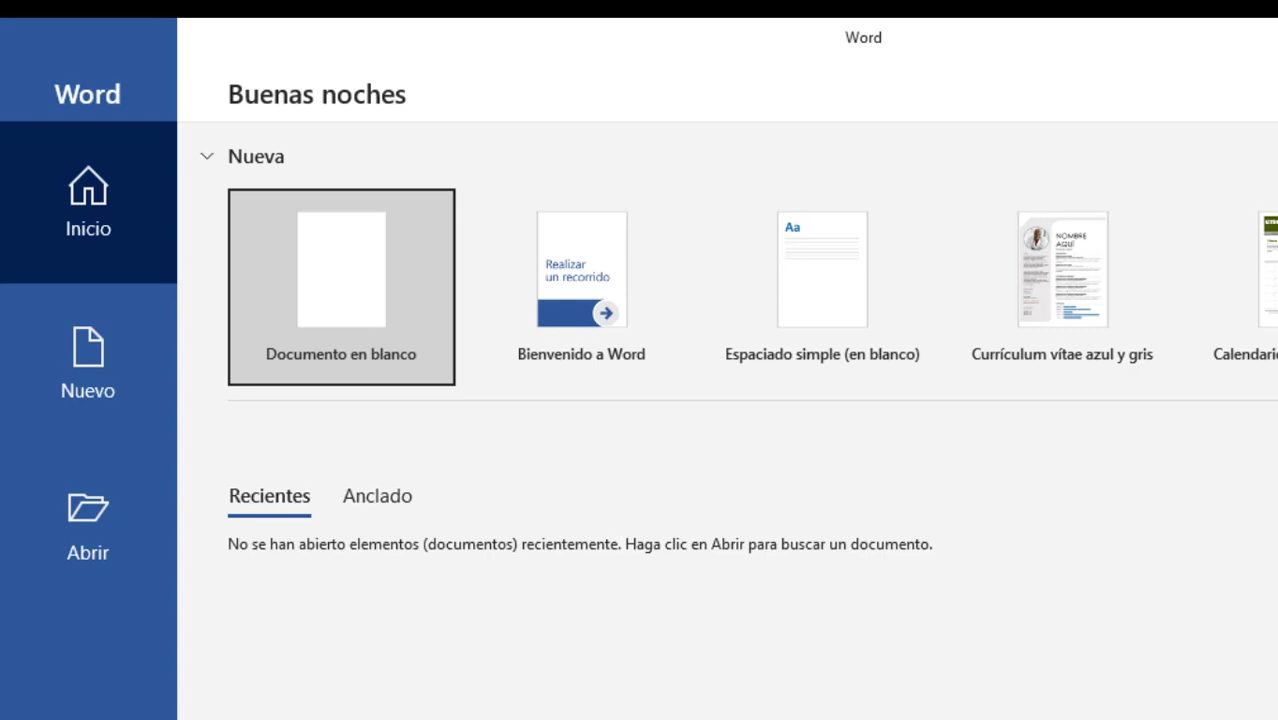 Word
Word
Buenas noches
Nueva
Inicio
Realizar
un recorrido
Aa
NOMBRE
AQUÍ
Documento en blanco
Bienvenido a Word
Espaciado simple (en blanco)
Currículum vítae azul y gris
Nuevo
Recientes
Anclado
No se han abierto elementos (documentos) recientemente. Haga clic en Abrir para buscar un documento.
Abrir